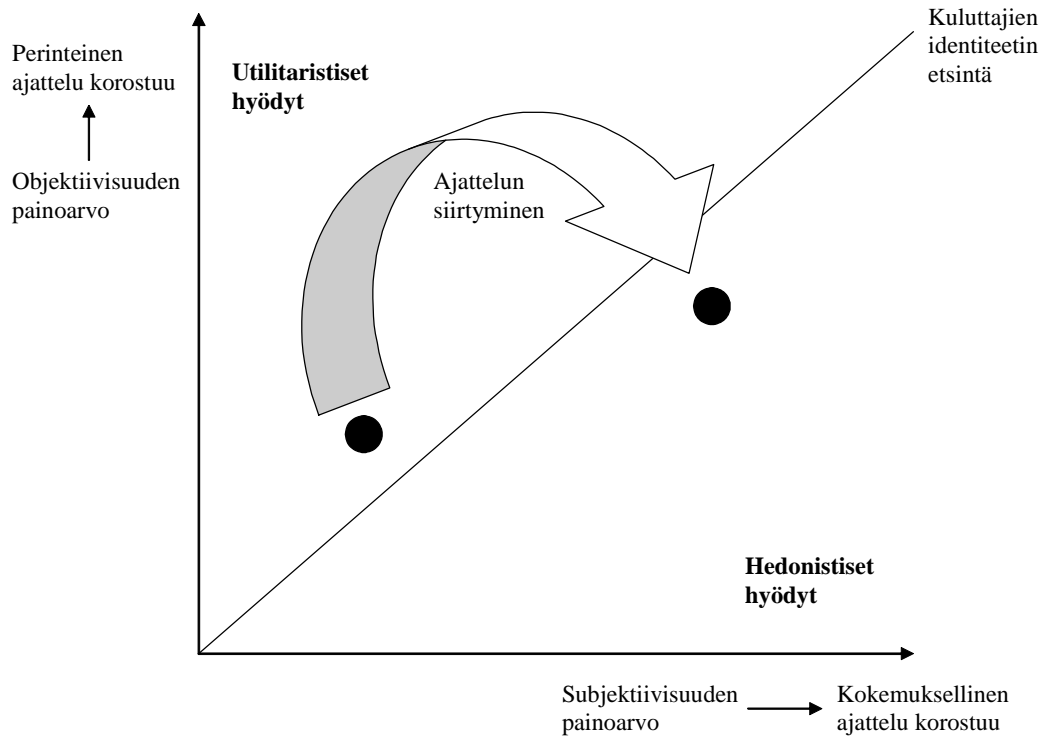 Kuluttajien
identiteetin
etsintä
Perinteinen
ajattelu korostuu
Utilitaristiset
hyödyt
Objektiivisuuden
painoarvo
Ajattelun
siirtyminen
Hedonistiset
hyödyt
Subjektiivisuuden
painoarvo
Kokemuksellinen
ajattelu korostuu